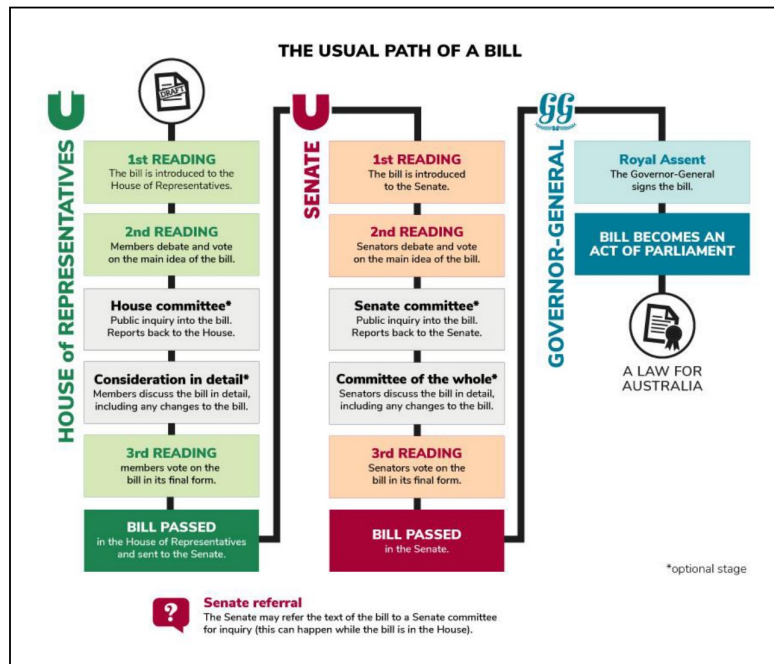 THE USUAL PATH OF A BILL
DRAFT
HOUSE of REPRESENTATIVES
1st READING
The bill is introduced to the
House of Representatives.
2nd READING
Members debate and vote
on the main idea of the bill.
House committee*
Public inquiry into the bill.
Reports back to the House.
Consideration in detail*
Members discuss the bill in detail,
including any changes to the bill.
3rd READING
members vote on the
bill in its final form.
BILL PASSED
in the House of Representatives
and sent to the Senate.
SENATE
1st READING
The bill is introduced
to the Senate.
2nd READING
Senators debate and vote
on the main idea of the bill.
Senate committee*
Public inquiry into the bill.
Reports back to the Senate.
Committee of the whole*
Senators discuss the bill in detail,
including any changes to the bill.
3rd READING
Senators vote on the
bill in its final form.
BILL PASSED
in the Senate.
GG
GOVERNOR-GENERAL
Royal Assent
The Governor-General
signs the bill.
BILL BECOMES AN
ACT OF PARLIAMENT
A LAW FOR
AUSTRALIA
*optional stage
?
Senate referral
The Senate may refer the text of the bill to a Senate committee
for inquiry (this can happen while the bill is in the House).